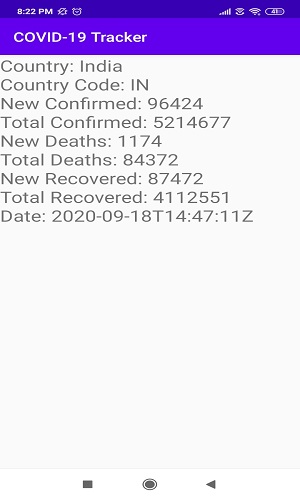 8:22 PM 41
COVID-19 Tracker
Country: India
Country Code: IN
New Confirmed: 96424
Total Confirmed: 5214677
New Deaths: 1174
Total Deaths: 84372
New Recovered: 87472
Total Recovered: 4112551
Date: 2020-09-18T14:47:11Z